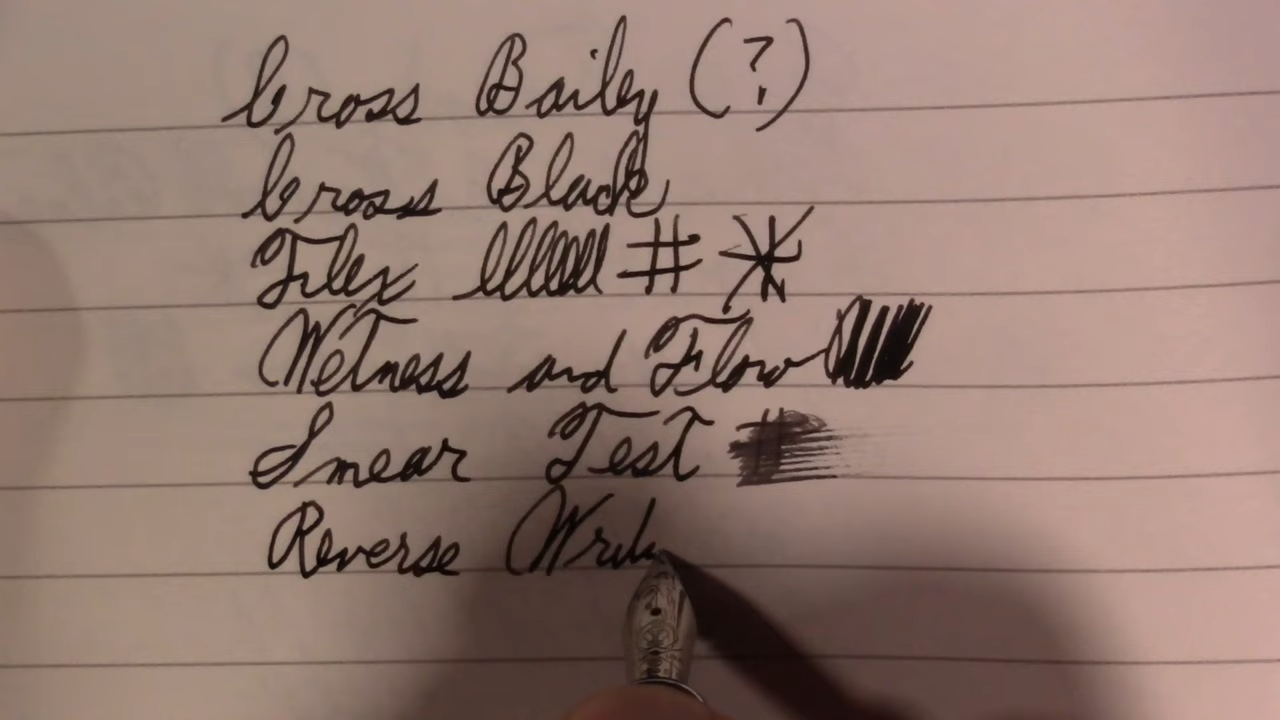 Cross Bailey (?)
Cross Black
Flex # *
Wetness and Flow
Smear Test #
Reverse